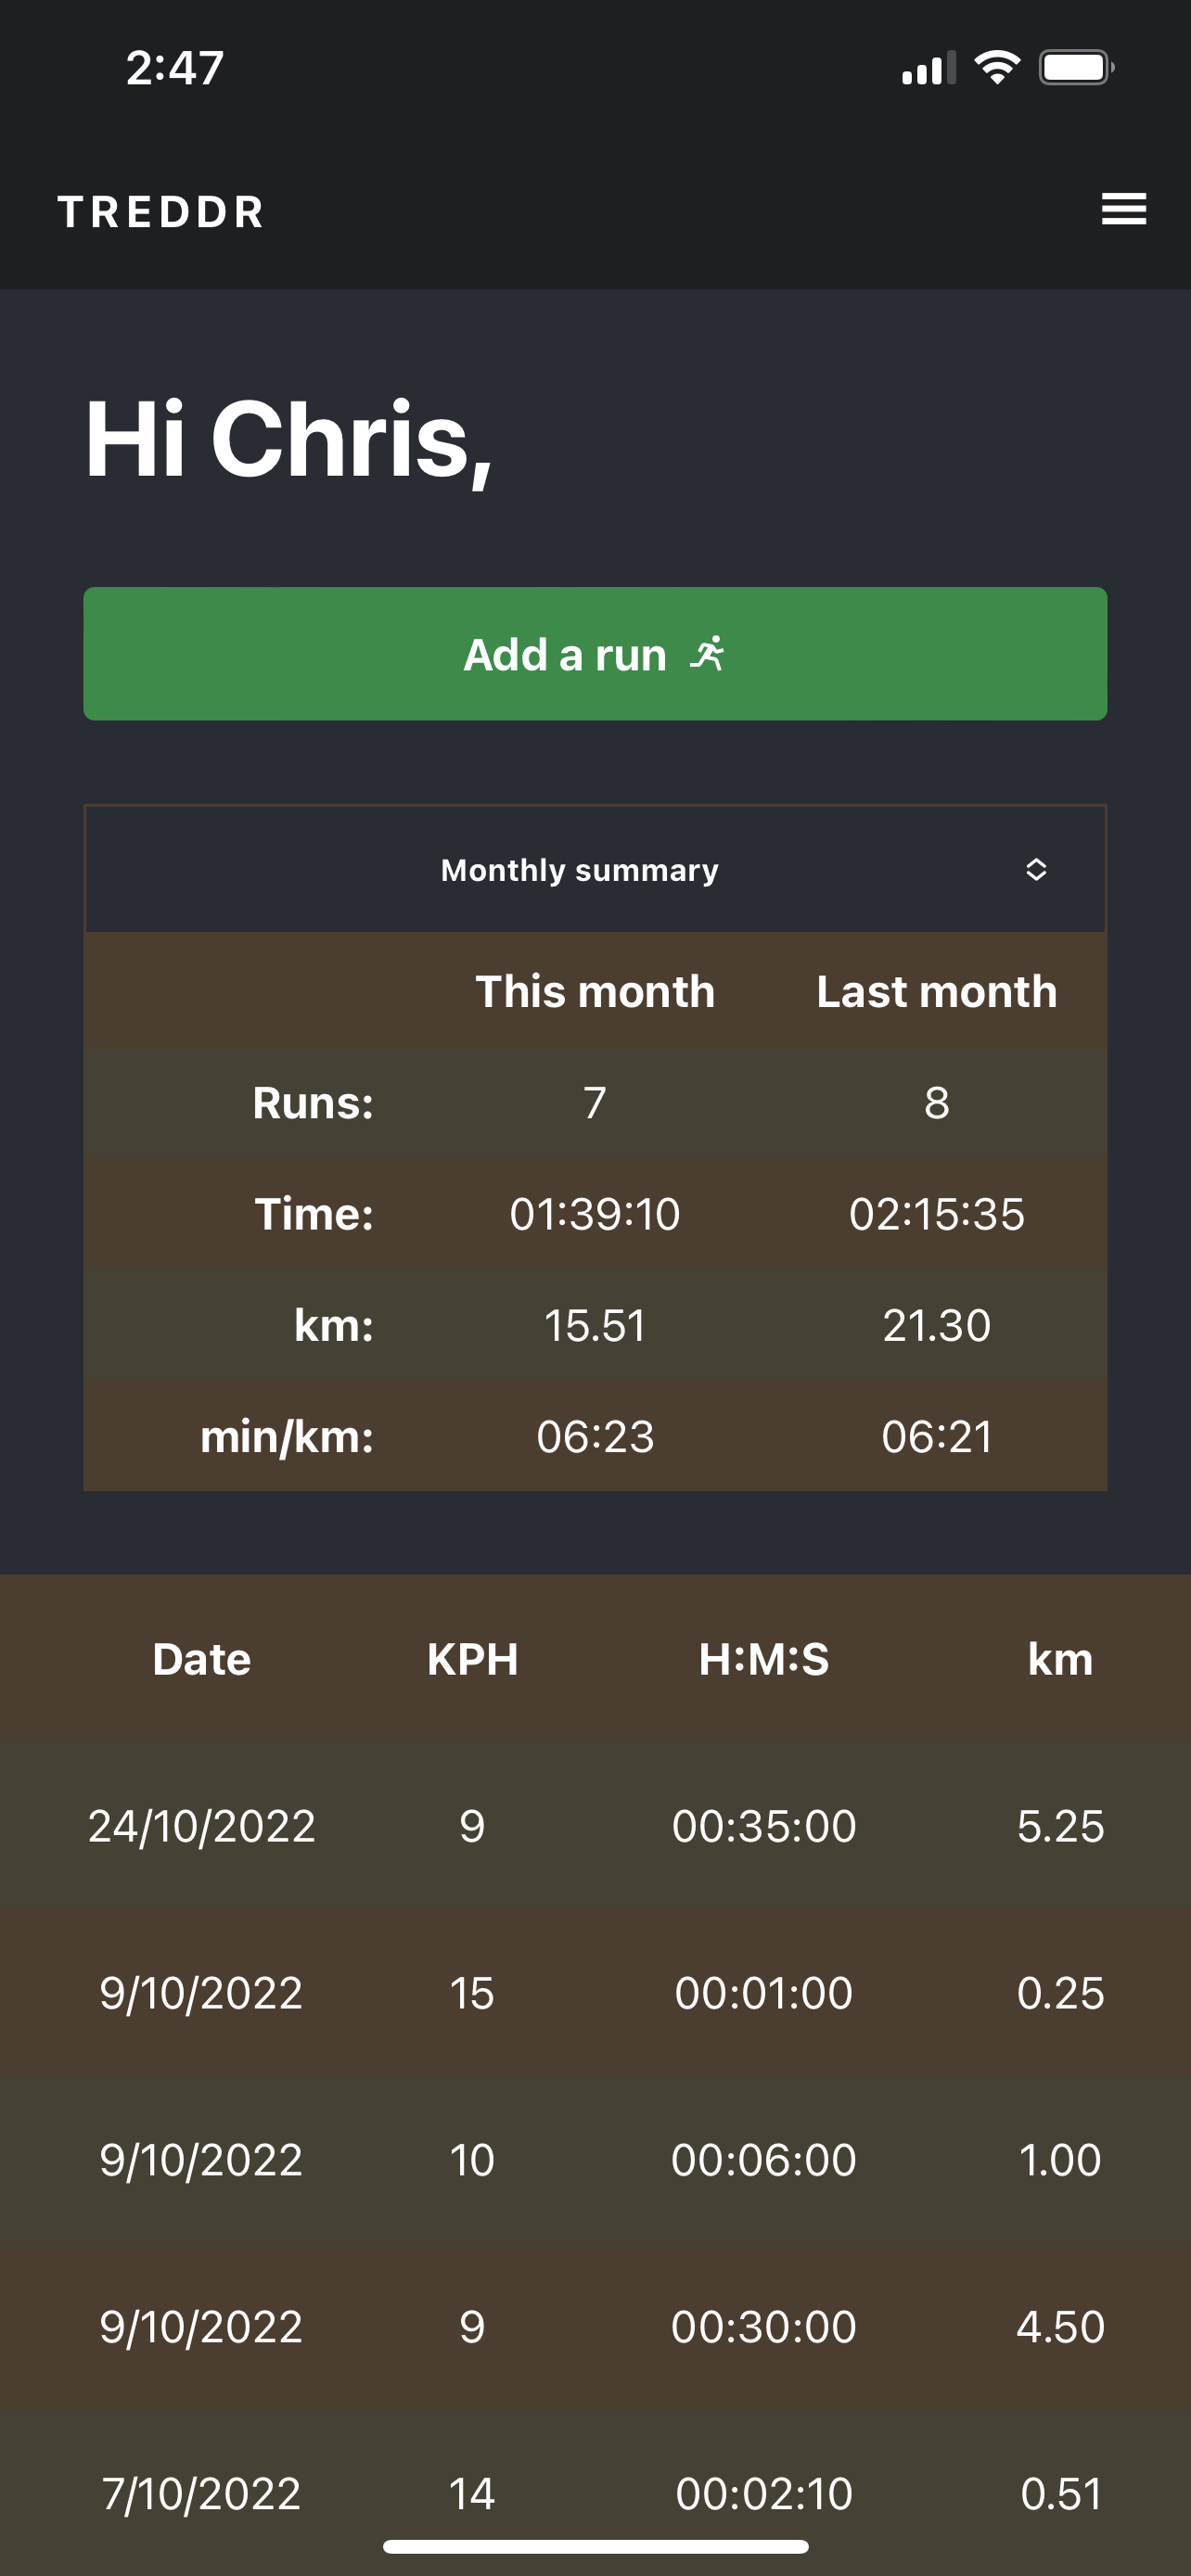 2:47
TREDDR
Hi Chris,
Add a run
Monthly summary
This month Last month
Runs: 7 8
Time: 01:39:10 02:15:35
km: 15.51 21.30
min/km: 06:23 06:21
Date KPH H:M:S km
24/10/2022 9 00:35:00 5.25
9/10/2022 15 00:01:00 0.25
9/10/2022 10 00:06:00 1.00
9/10/2022 9 00:30:00 4.50
7/10/2022 14 00:02:10 0.51